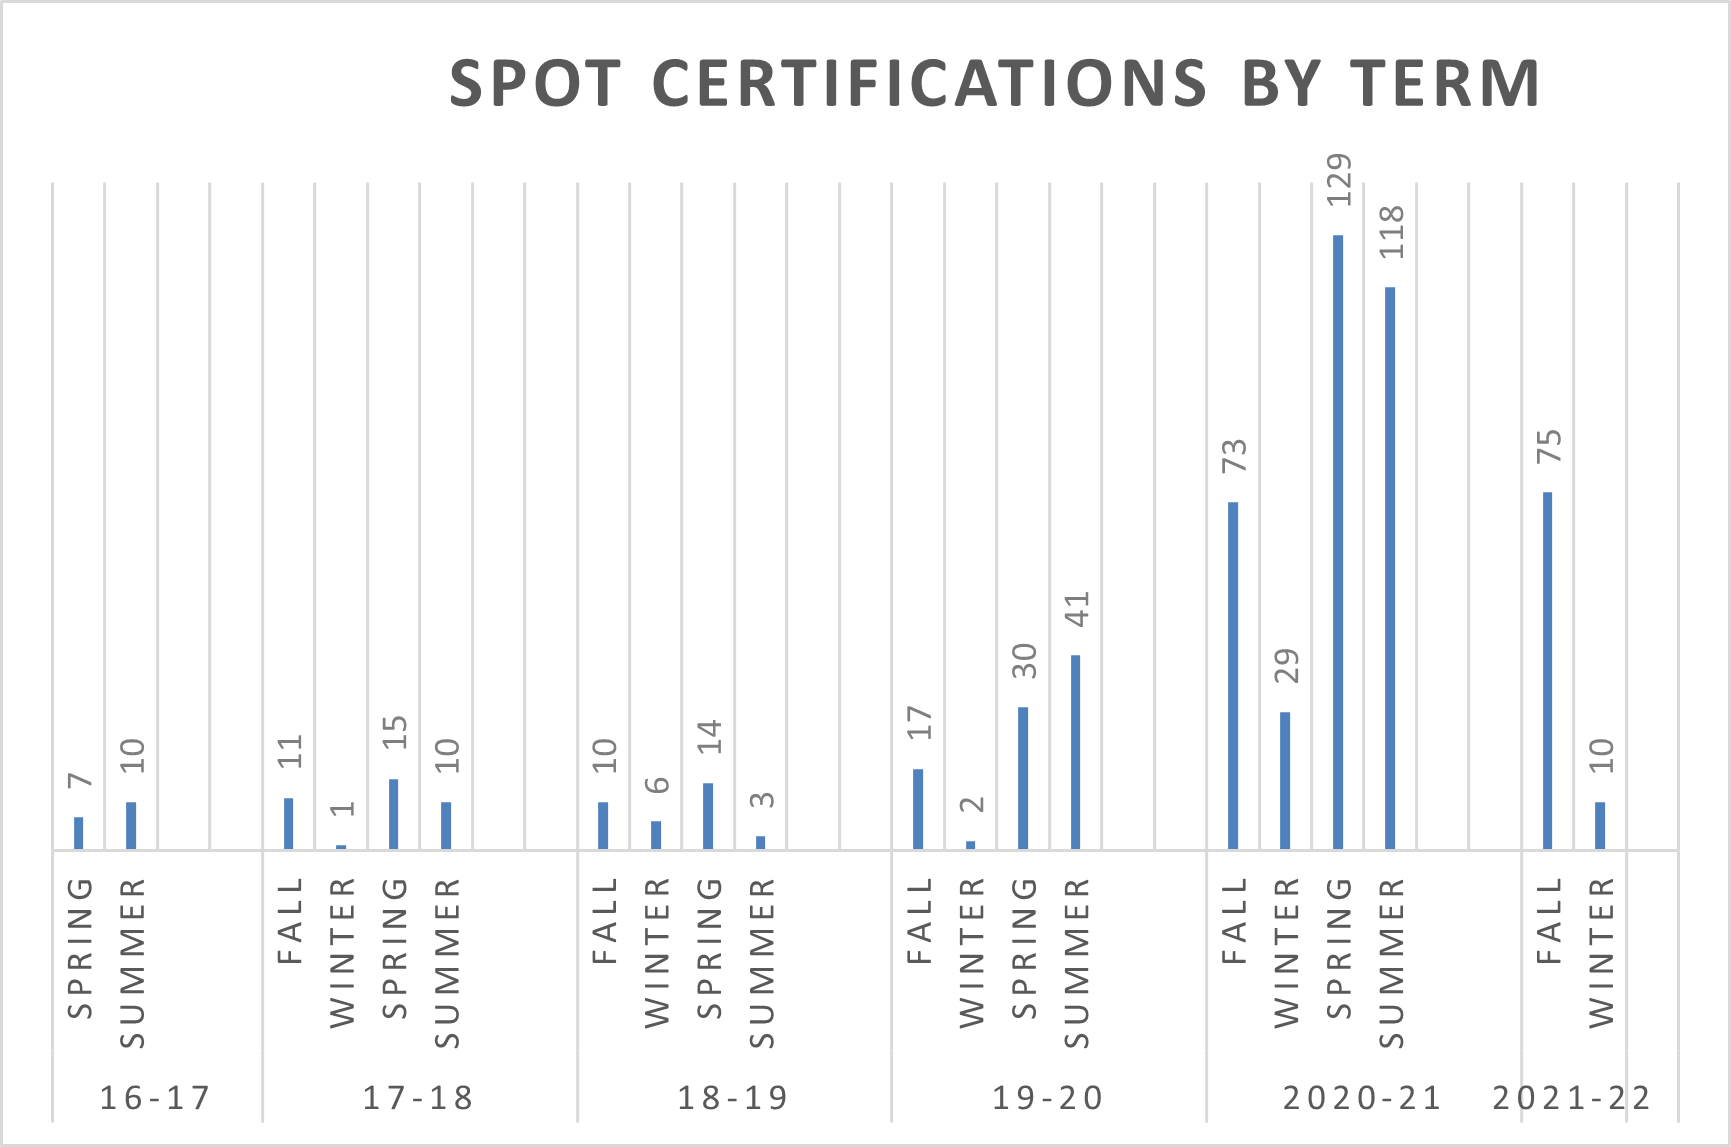 SPOT CERTIFICATIONS BY TERM
7
10
11
1
15
10
10
6
14
3
17
2
30
41
73
29
129
118
75
10
SPRING
SUMMER
FALL
WINTER
SPRING
SUMMER
FALL
WINTER
SPRING
SUMMER
FALL
WINTER
SPRING
SUMMER
FALL
WINTER
SPRING
SUMMER
FALL
WINTER
16-17
17-18
18-19
19-20
2020-21
2021-22